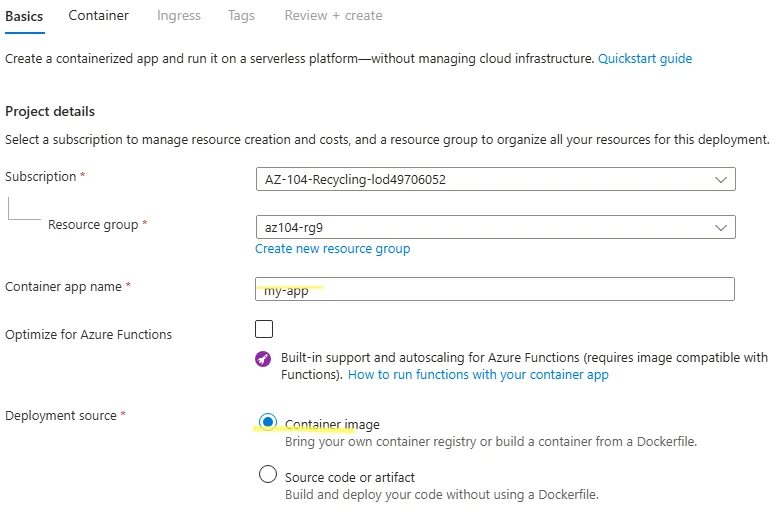 Basics Container Ingress Tags Review + create
Create a containerized app and run it on a serverless platform—without managing cloud infrastructure. Quickstart guide
Project details
Select a subscription to manage resource creation and costs, and a resource group to organize all your resources for this deployment.
Subscription *
AZ-104-Recycling-lod49706052
Resource group *
az104-rg9
Create new resource group
Container app name *
my-app
Optimize for Azure Functions
Built-in support and autoscaling for Azure Functions (requires image compatible with
Functions). How to run functions with your container app
Deployment source *
Container image
Bring your own container registry or build a container from a Dockerfile.
Source code or artifact
Build and deploy your code without using a Dockerfile.